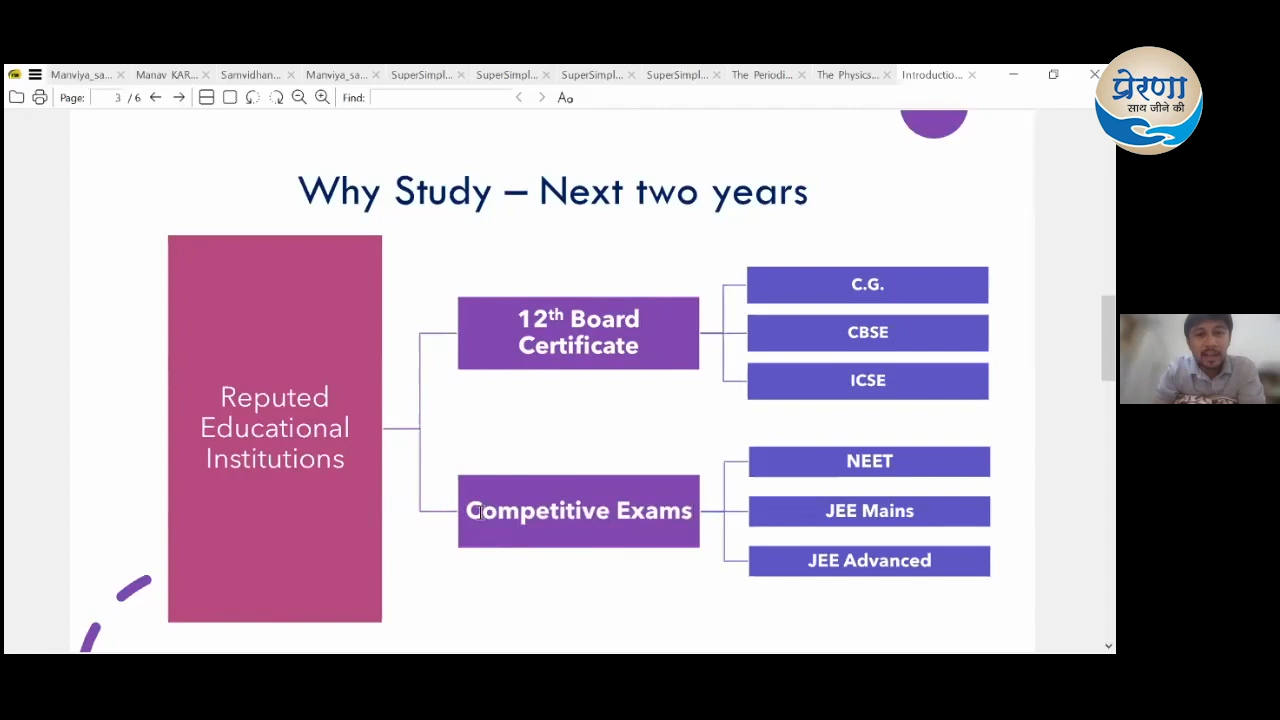 Manviya_sa... Manav KAR... Samvidhan... Manviya_sa... SuperSimpl... SuperSimpl... SuperSimpl... SuperSimpl... The Periodi... The Physics... Introductio...
Page: 3 / 6 Find: Aa
प्रेरणा
साथ जीने की
Why Study – Next two years
Reputed
Educational
Institutions
12th Board
Certificate
C.G.
CBSE
ICSE
Competitive Exams
NEET
JEE Mains
JEE Advanced